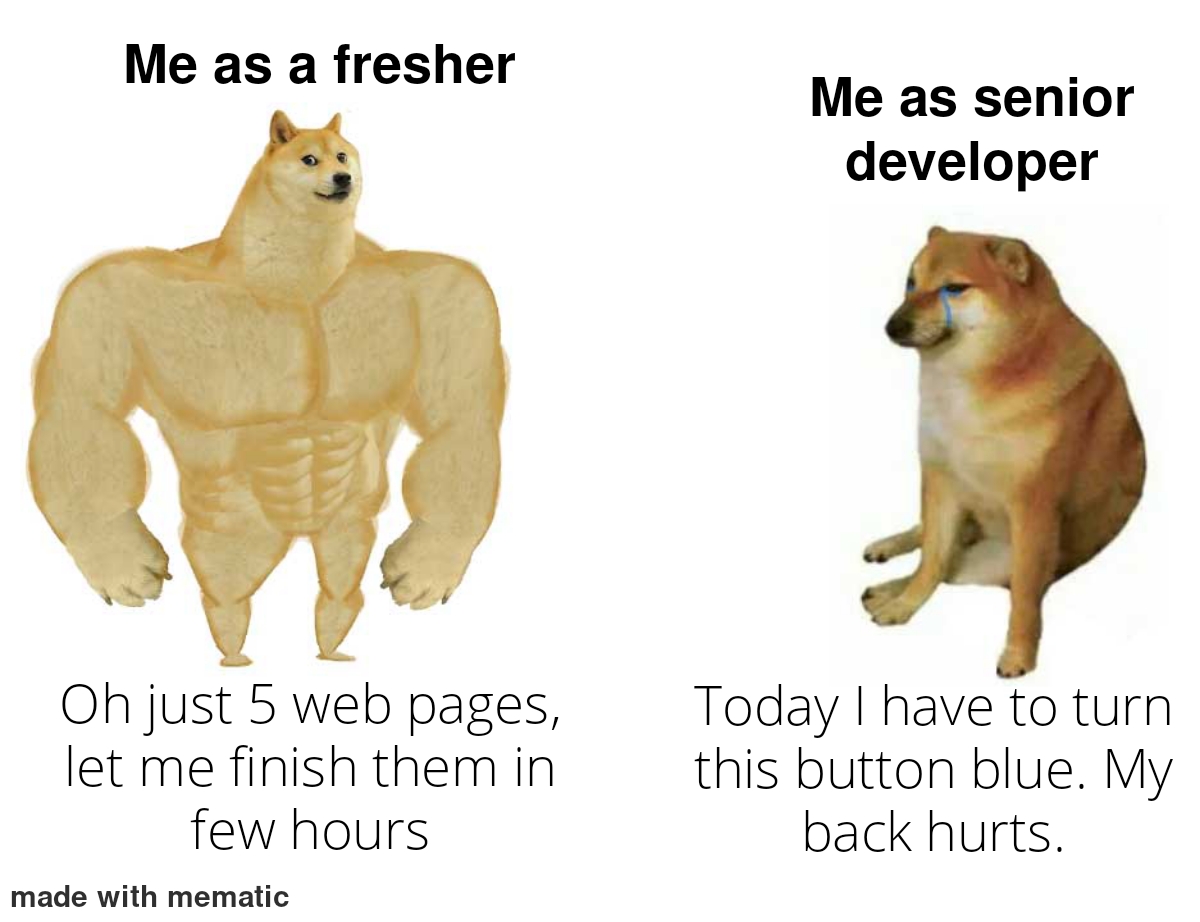 Me as a fresher
Me as senior
developer
Oh just 5 web pages,
let me finish them in
few hours
Today I have to turn
this button blue. My
back hurts.
made with mematic